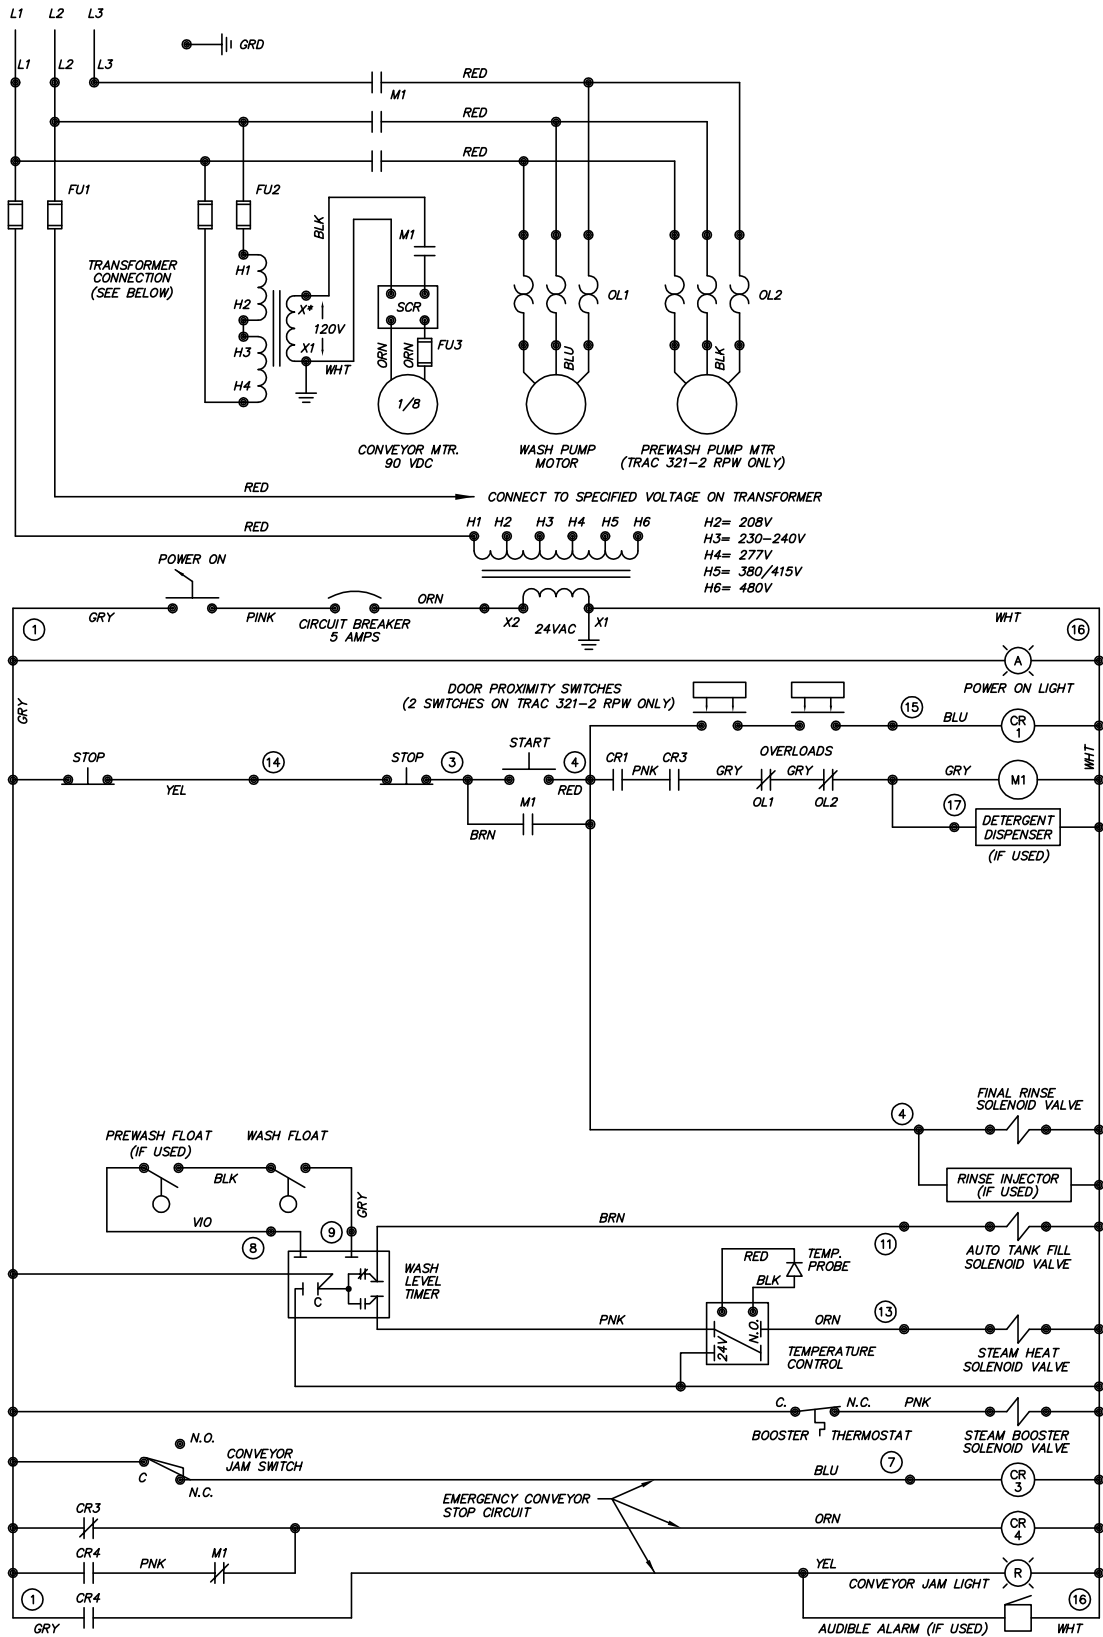 L1 L2 L3
GRD
L1 L2 L3
RED
M1
RED
RED
FU1 FU2
BLK
M1
TRANSFORMER
CONNECTION
(SEE BELOW)
H1
H2
H3
H4
X*
120V
X1
WHT
SCR
ORN ORN FU3
1/8
CONVEYOR MTR.
90 VDC
OL1
BLU
WASH PUMP
MOTOR
OL2
BLK
PREWASH PUMP MTR
(TRAC 321-2 RPW ONLY)
RED
CONNECT TO SPECIFIED VOLTAGE ON TRANSFORMER
RED
H1 H2 H3 H4 H5 H6
H2= 208V
H3= 230-240V
H4= 277V
H5= 380/415V
H6= 480V
POWER ON
GRY
PINK
CIRCUIT BREAKER
5 AMPS
ORN
X2 24VAC X1
WHT
1
16
A
POWER ON LIGHT
GRY
DOOR PROXIMITY SWITCHES
(2 SWITCHES ON TRAC 321-2 RPW ONLY)
15
BLU
CR
1
WHT
STOP
YEL
14
STOP
3
START
4
RED
CR1 PNK CR3
GRY
OVERLOADS
OL1
GRY
OL2
GRY
M1
M1
BRN
17
DETERGENT
DISPENSER
(IF USED)
FINAL RINSE
SOLENOID VALVE
4
RINSE INJECTOR
(IF USED)
PREWASH FLOAT
(IF USED)
WASH FLOAT
BLK
GRY
VIO
8
9
BRN
11
AUTO TANK FILL
SOLENOID VALVE
WASH
LEVEL
TIMER
C
RED
TEMP.
PROBE
BLK
PNK
24V
N.O.
ORN
13
TEMPERATURE
CONTROL
STEAM HEAT
SOLENOID VALVE
C. N.C. PNK
BOOSTER THERMOSTAT
STEAM BOOSTER
SOLENOID VALVE
N.O.
CONVEYOR
JAM SWITCH
C
N.C.
BLU
7
CR
3
EMERGENCY CONVEYOR
STOP CIRCUIT
CR3
ORN
CR
4
CR4 PNK M1
YEL
CONVEYOR JAM LIGHT
R
1
GRY
CR4
AUDIBLE ALARM (IF USED)
16
WHT